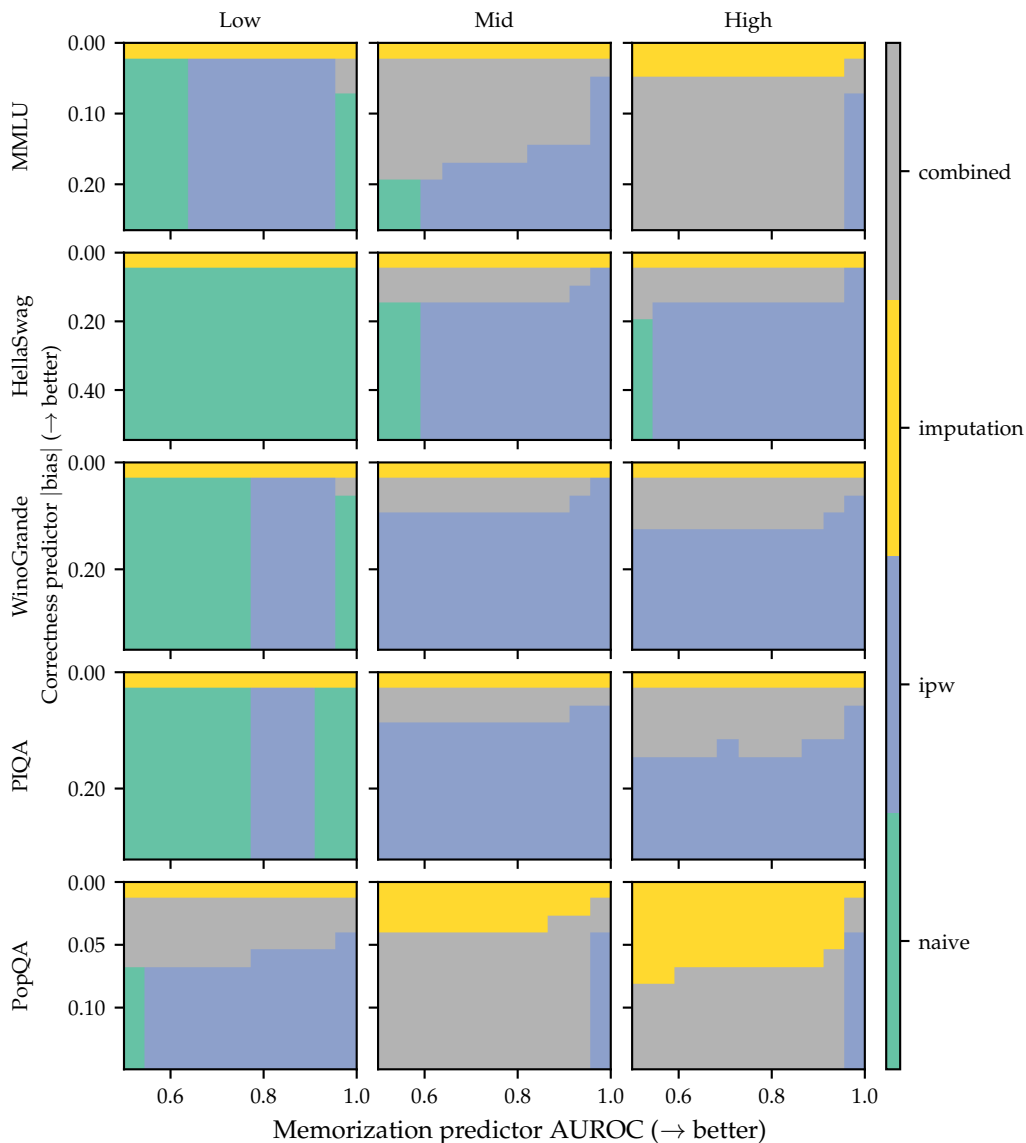 Low Mid High
0.00
0.10
0.20
MMLU
0.00
0.20
0.40
HellaSwag
0.00
0.20
WinoGrande
0.00
0.20
PIQA
0.00
0.05
0.10
PopQA
Correctness predictor |bias| (→ better)
0.6 0.8 1.0 0.6 0.8 1.0 0.6 0.8 1.0
Memorization predictor AUROC (→ better)
combined
imputation
ipw
naive